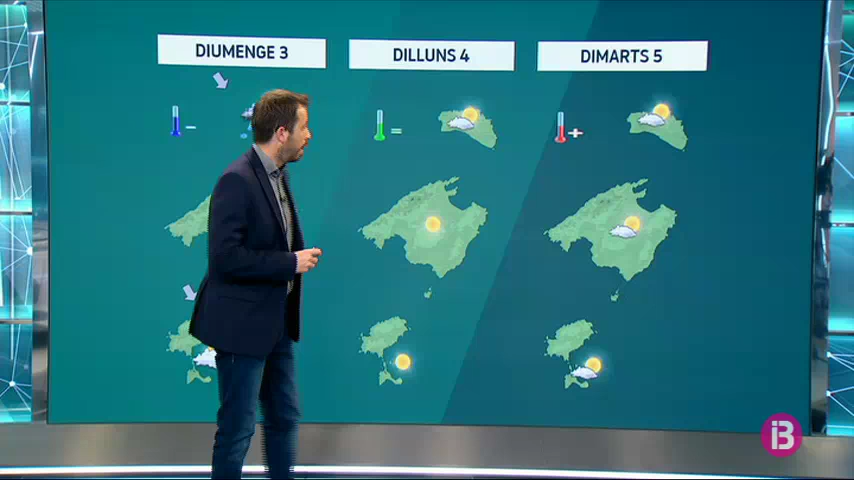 DIUMENGE 3
DILLUNS 4
DIMARTS 5
- = +
iB